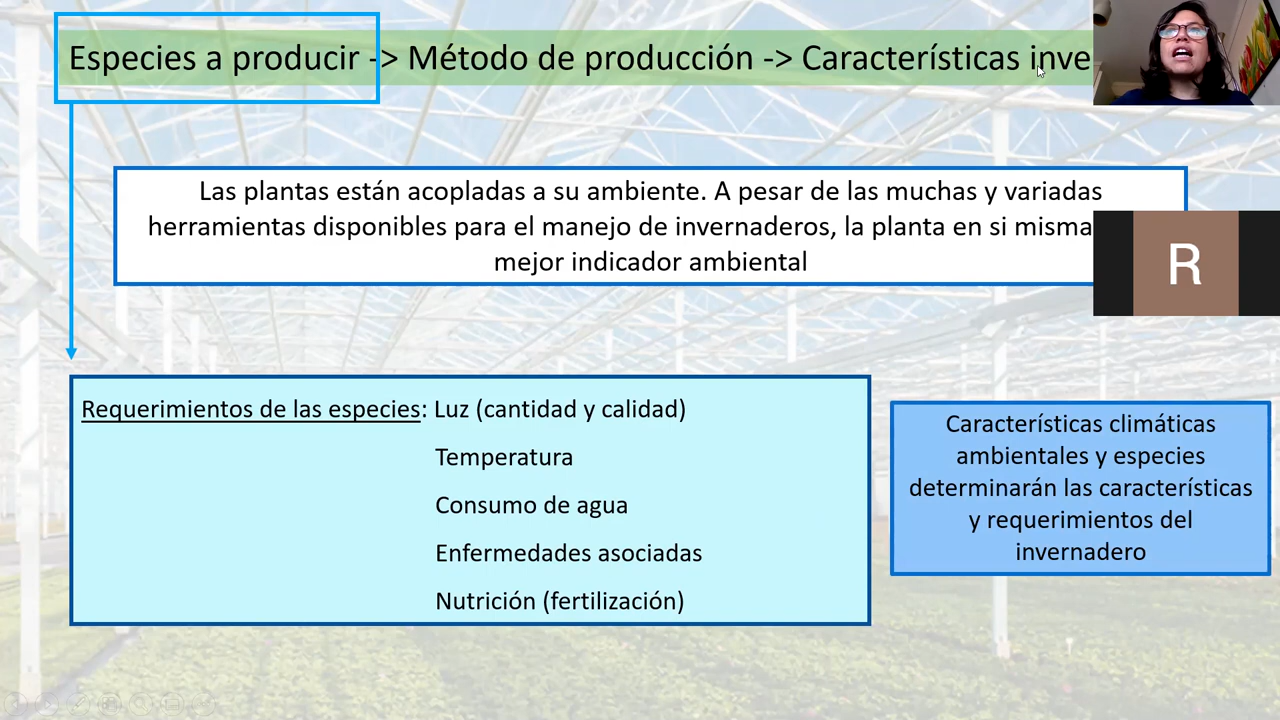 Especies a producir -> Método de producción -> Características inve
Las plantas están acopladas a su ambiente. A pesar de las muchas y variadas
herramientas disponibles para el manejo de invernaderos, la planta en si misma
mejor indicador ambiental
R
Requerimientos de las especies: Luz (cantidad y calidad)
Temperatura
Consumo de agua
Enfermedades asociadas
Nutrición (fertilización)
Características climáticas
ambientales y especies
determinarán las características
y requerimientos del
invernadero